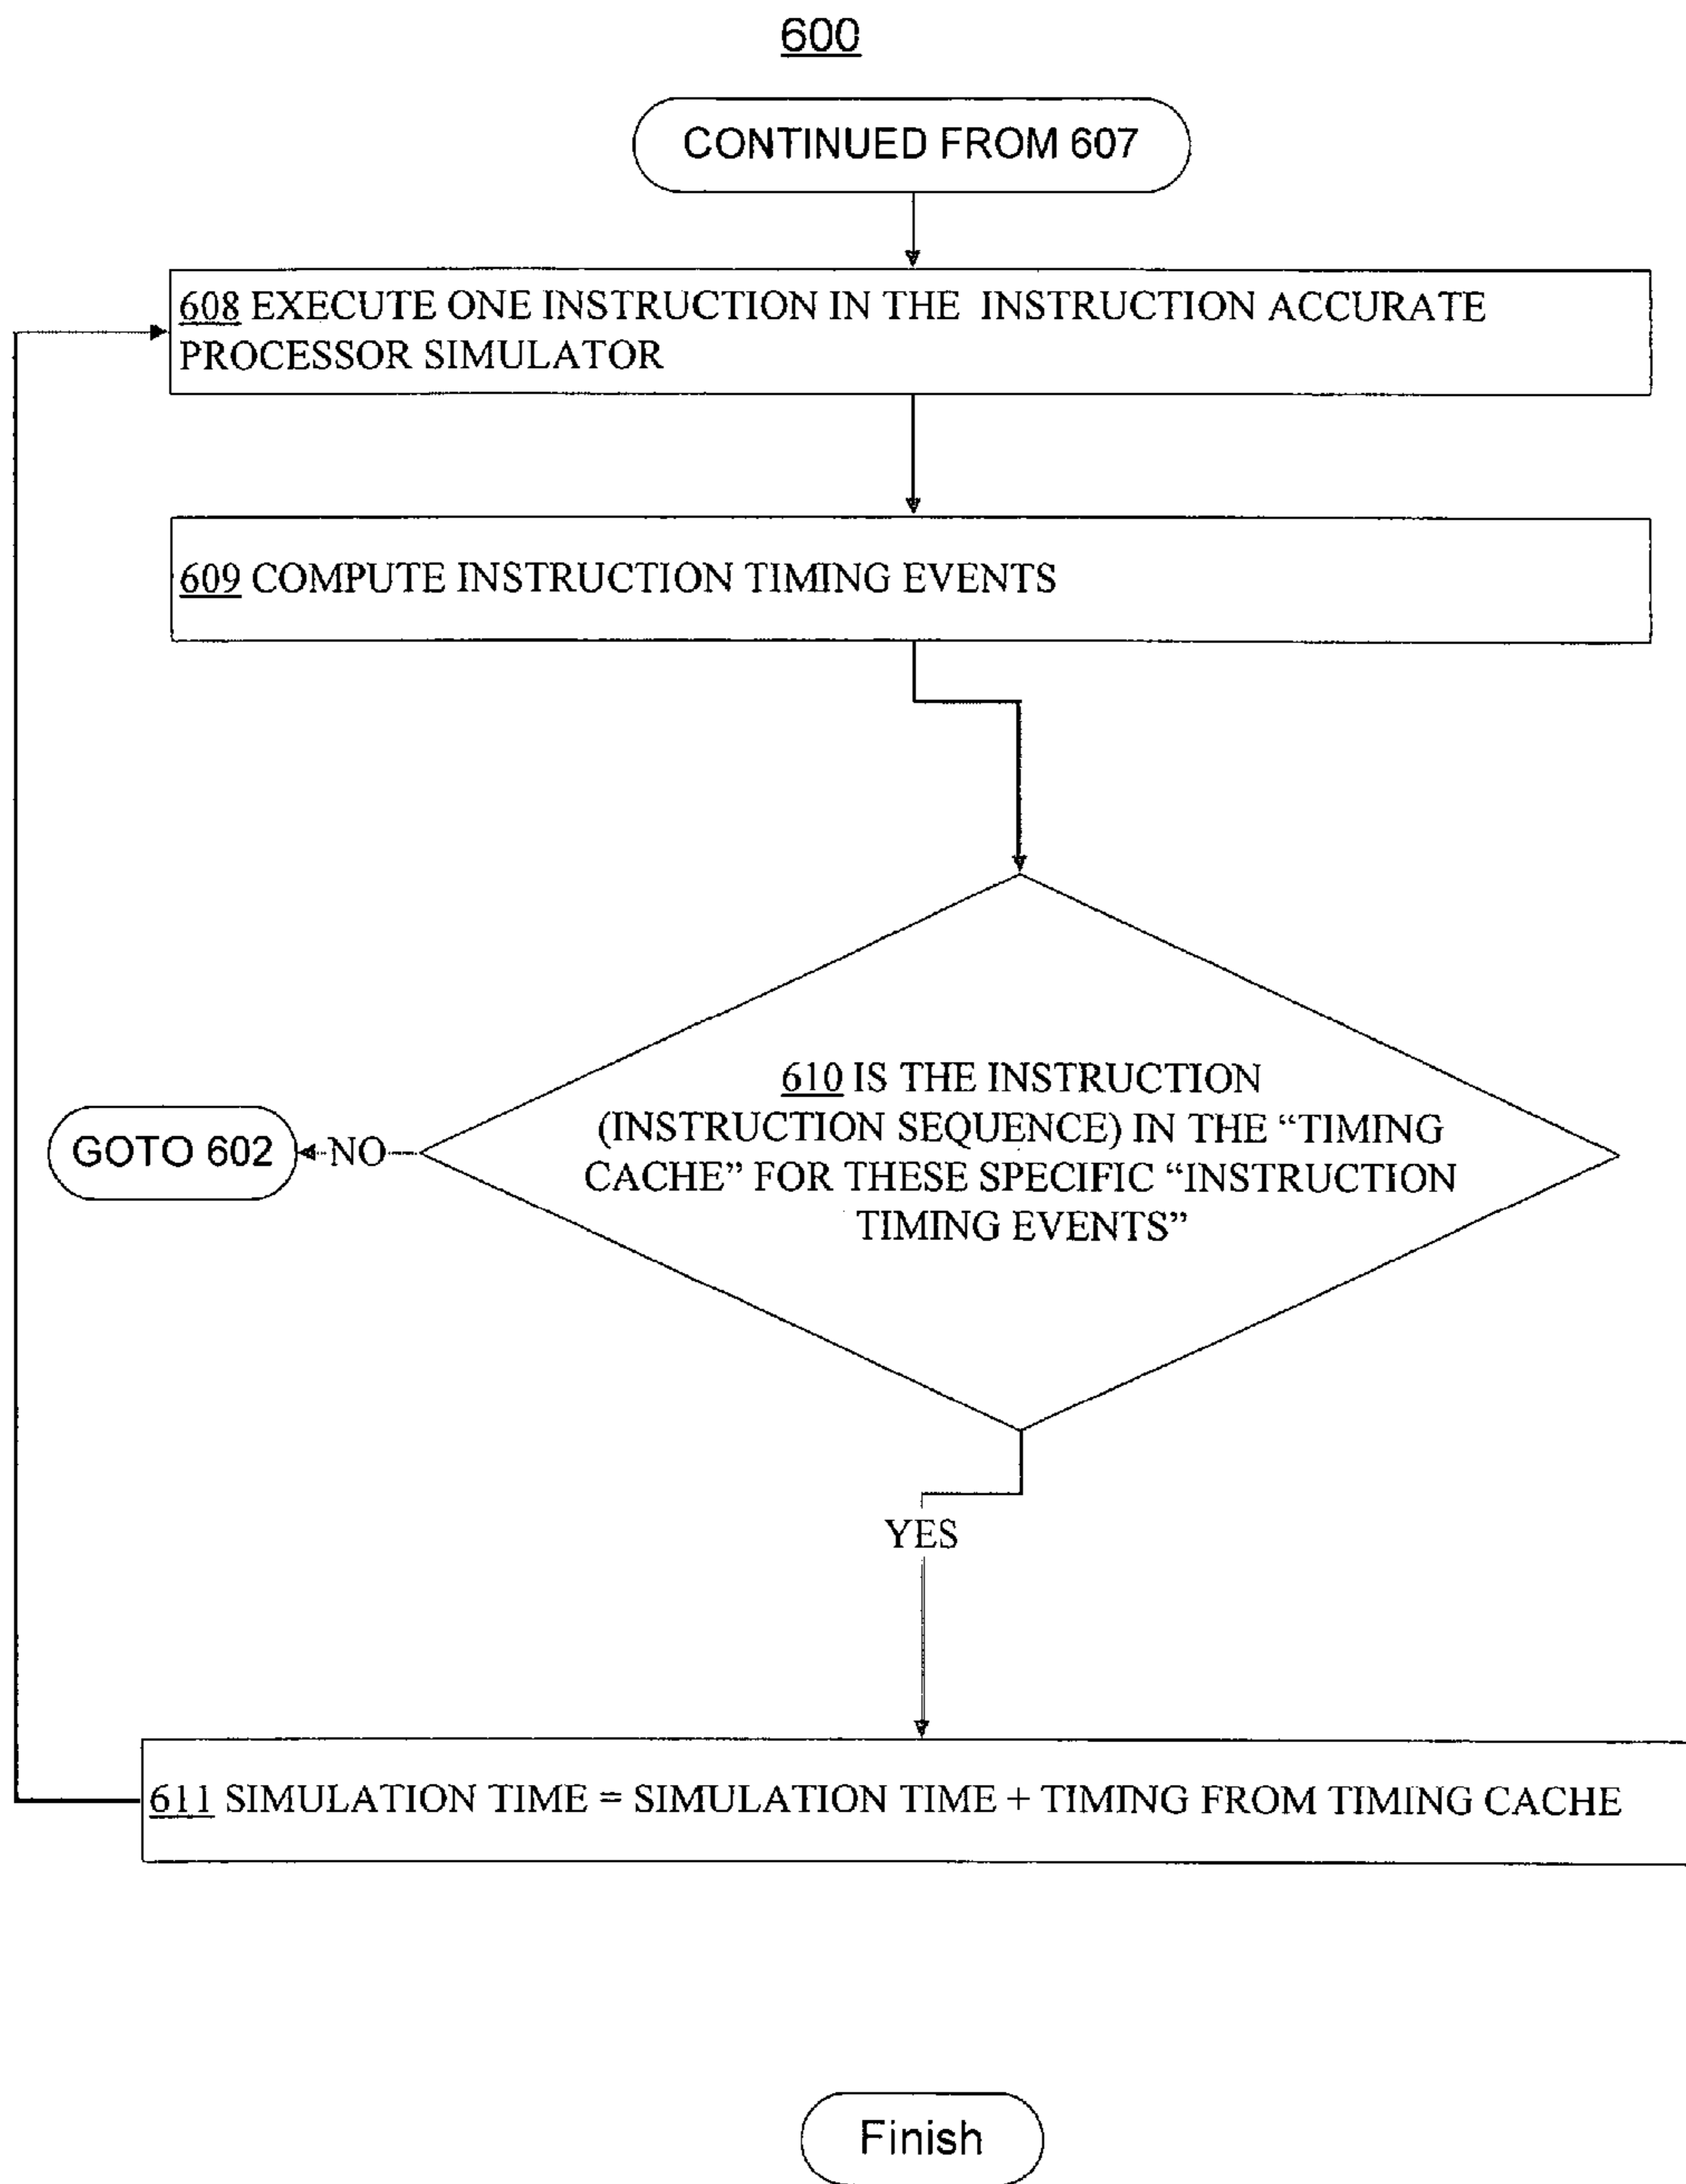 600
CONTINUED FROM 607
608 EXECUTE ONE INSTRUCTION IN THE INSTRUCTION ACCURATE
PROCESSOR SIMULATOR
609 COMPUTE INSTRUCTION TIMING EVENTS
610 IS THE INSTRUCTION
(INSTRUCTION SEQUENCE) IN THE “TIMING
CACHE” FOR THESE SPECIFIC “INSTRUCTION
TIMING EVENTS”
GOTO 602
NO
YES
611 SIMULATION TIME = SIMULATION TIME + TIMING FROM TIMING CACHE
Finish